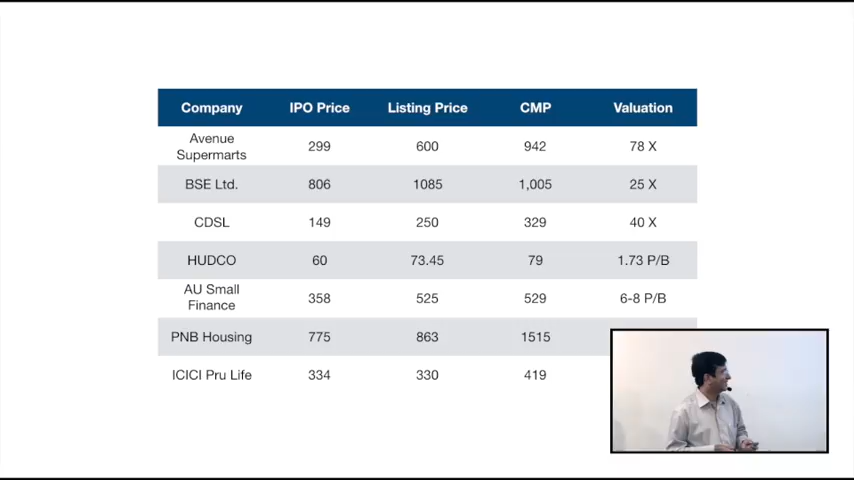 Company IPO Price Listing Price CMP Valuation
Avenue Supermarts 299 600 942 78 X
BSE Ltd. 806 1085 1,005 25 X
CDSL 149 250 329 40 X
HUDCO 60 73.45 79 1.73 P/B
AU Small Finance 358 525 529 6-8 P/B
PNB Housing 775 863 1515
ICICI Pru Life 334 330 419